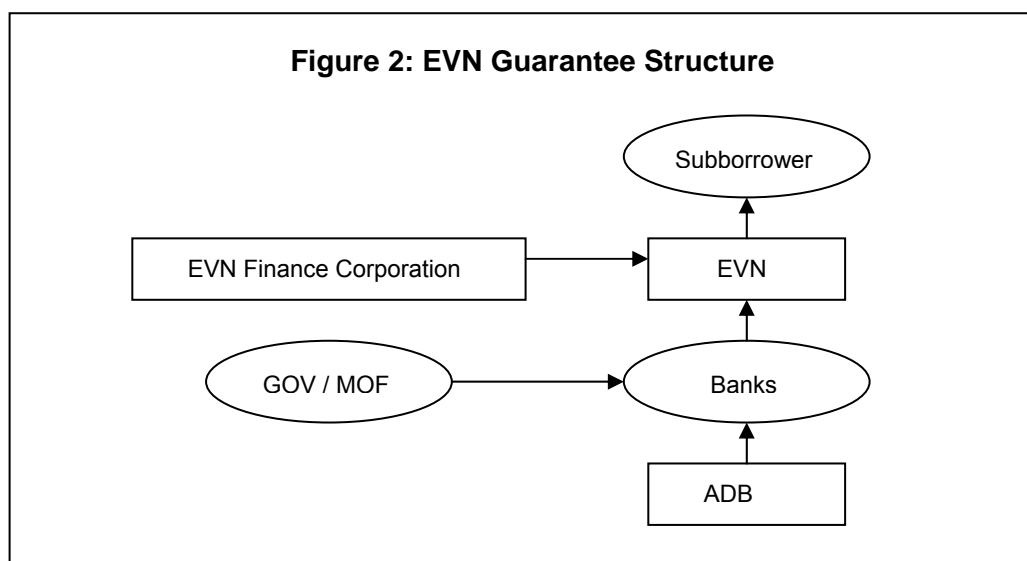 Figure 2: EVN Guarantee Structure
Subborrower
EVN Finance Corporation
EVN
GOV / MOF
Banks
ADB